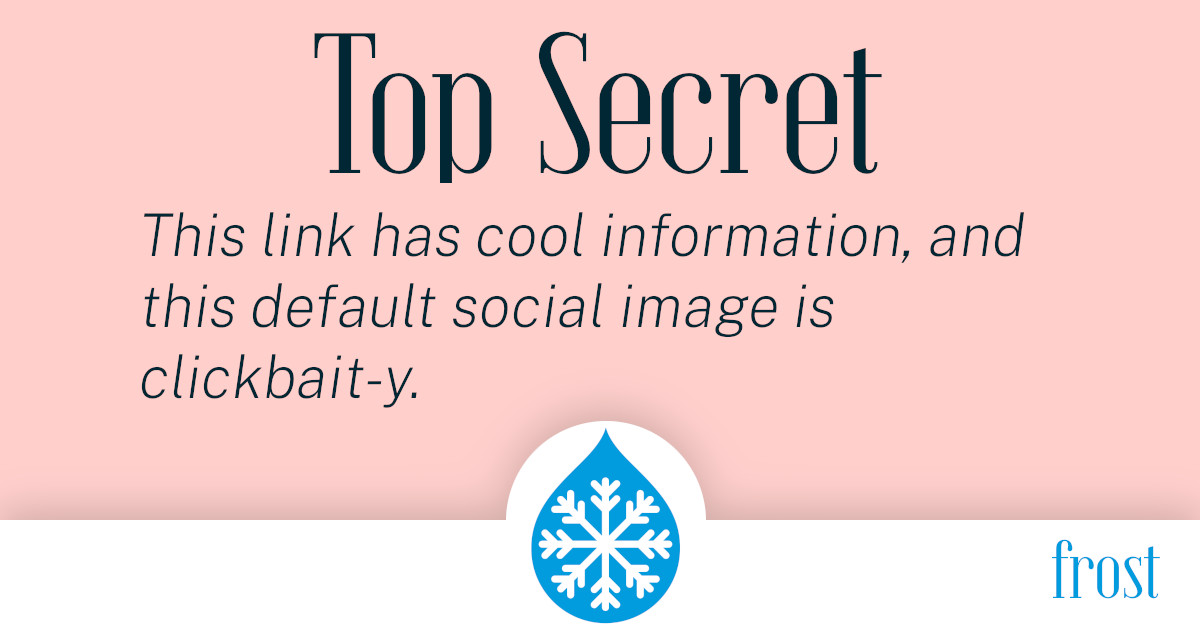 Top Secret
This link has cool information, and
this default social image is
clickbait-y.
frost